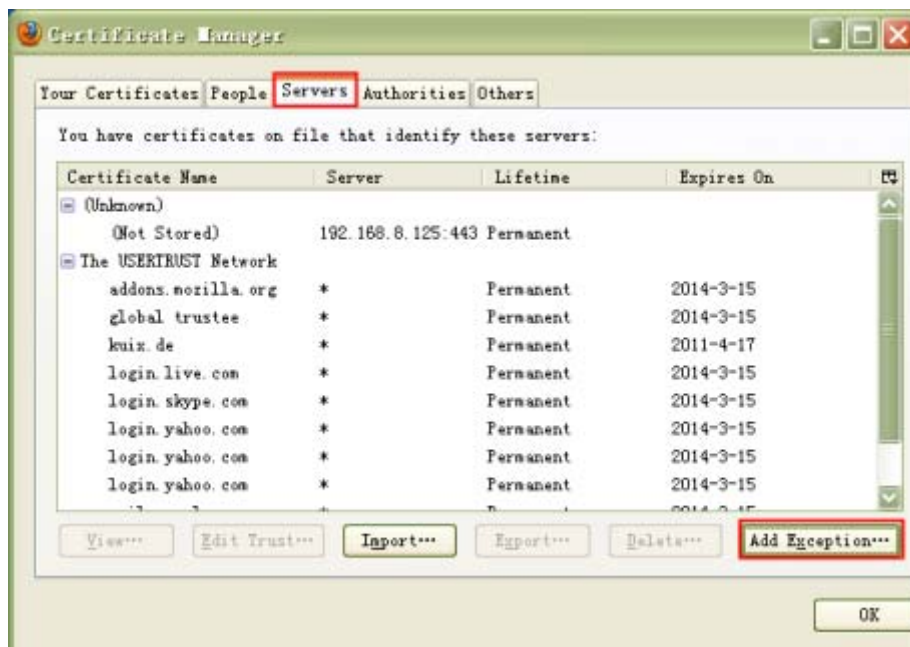 Certificate Manager
Your Certificates People Servers Authorities Others
You have certificates on file that identify these servers:
Certificate Name Server Lifetime Expires On
(Unknown)
(Not Stored) 192.168.8.125:443 Permanent
The USERTRUST Network
addons.mozilla.org * Permanent 2014-3-15
global trustee * Permanent 2014-3-15
kuix.de * Permanent 2011-4-17
login.live.com * Permanent 2014-3-15
login.skype.com * Permanent 2014-3-15
login.yahoo.com * Permanent 2014-3-15
login.yahoo.com * Permanent 2014-3-15
login.yahoo.com * Permanent 2014-3-15
View… Edit Trust… Import… Export… Delete… Add Exception…
OK